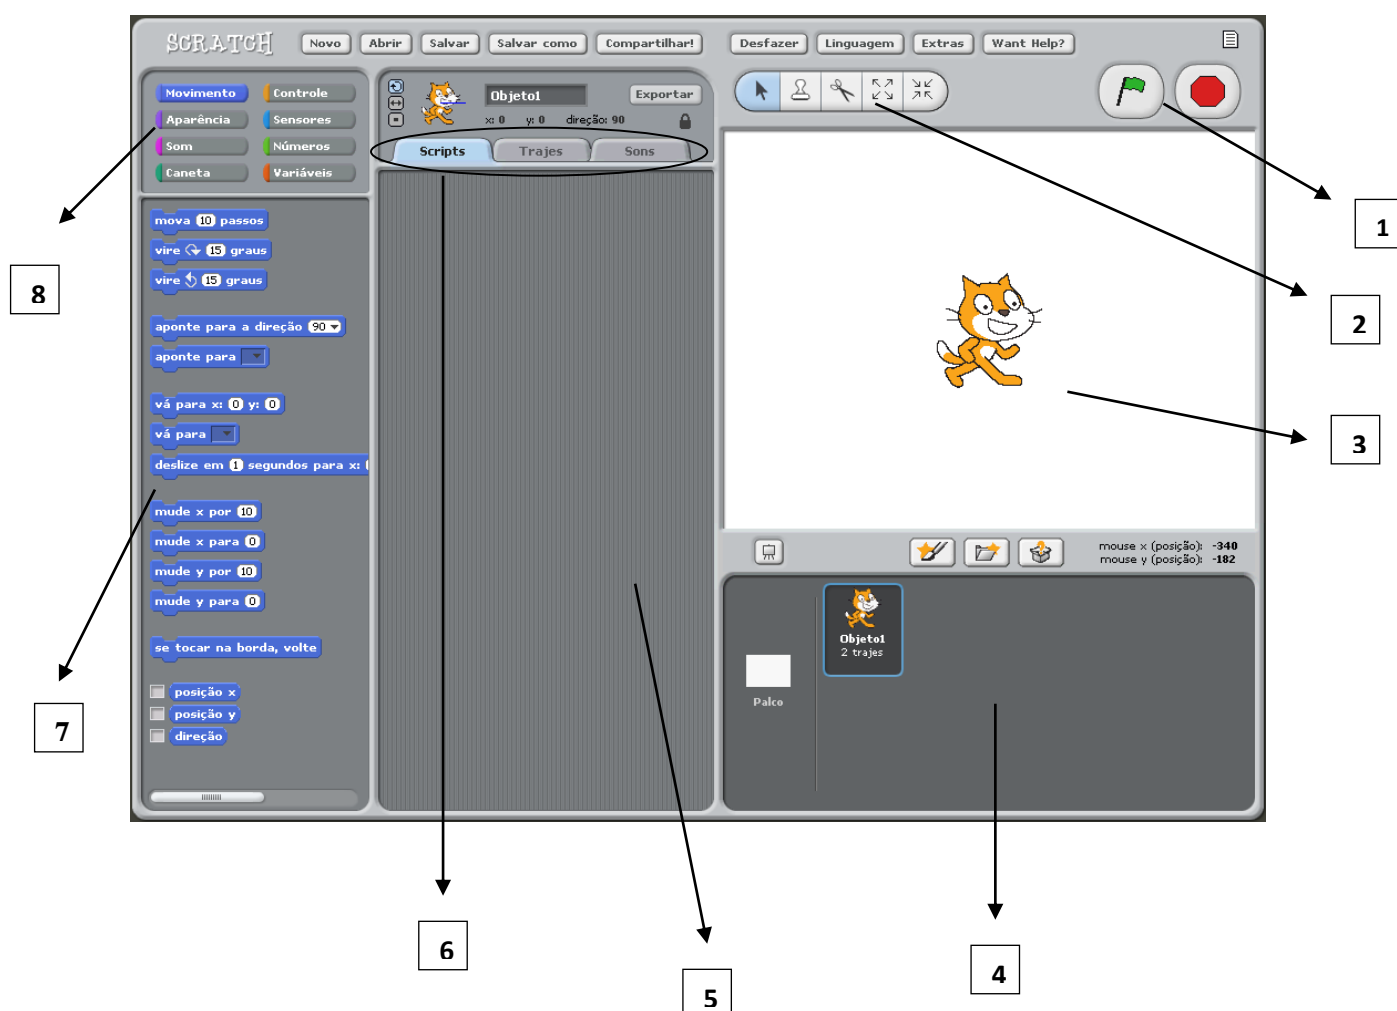 SCRATCH
Novo Abrir Salvar Salvar como Compartilhar! Desfazer Linguagem Extras Want Help?
Movimento Controle
Aparência Sensores
Som Números
Caneta Variáveis
Objeto1 Exportar
x: 0 y: 0 direção: 90
Scripts Trajes Sons
mova 10 passos
vire 15 graus
vire 15 graus
aponte para a direção 90
aponte para
vá para x: 0 y: 0
vá para
deslize em 1 segundos para x:
mude x por 10
mude x para 0
mude y por 10
mude y para 0
se tocar na borda, volte
posição x
posição y
direção
mouse x (posição): -340
mouse y (posição): -182
Objeto1
2 trajes
Palco
1
2
3
4
5
6
7
8